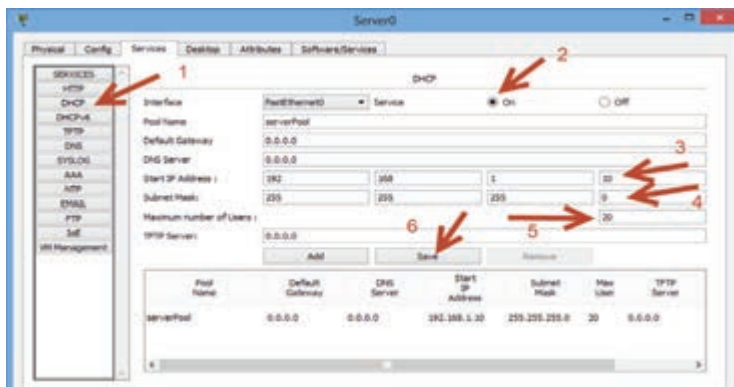 Server0
Physical Config Services Desktop Attributes Software/Services
SERVICES
HTTP
DHCP
DHCPv6
TFTP
DNS
SYSLOG
AAA
NTP
EMAIL
FTP
IoE
VM Management
1
2
DHCP
Interface FastEthernet0 Service On Off
Pool Name serverPool
Default Gateway 0.0.0.0
3
DNS Server 0.0.0.0
Start IP Address : 192 168 1 10
Subnet Mask: 255 255 255 0
4
Maximum number of Users : 20
6 5
TFTP Server: 0.0.0.0
Add Save Remove
Pool Name Default Gateway DNS Server Start IP Address Subnet Mask Max User TFTP Server
serverPool 0.0.0.0 0.0.0.0 192.168.1.10 255.255.255.0 20 0.0.0.0